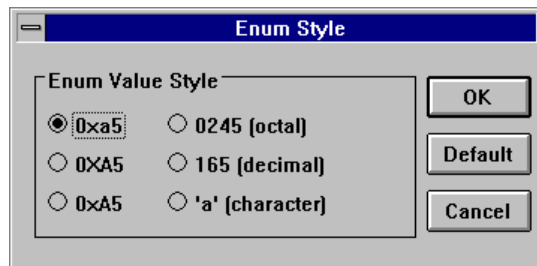 Enum Style
Enum Value Style
0xa5
0245 (octal)
0XA5
165 (decimal)
0xA5
'a' (character)
OK
Default
Cancel